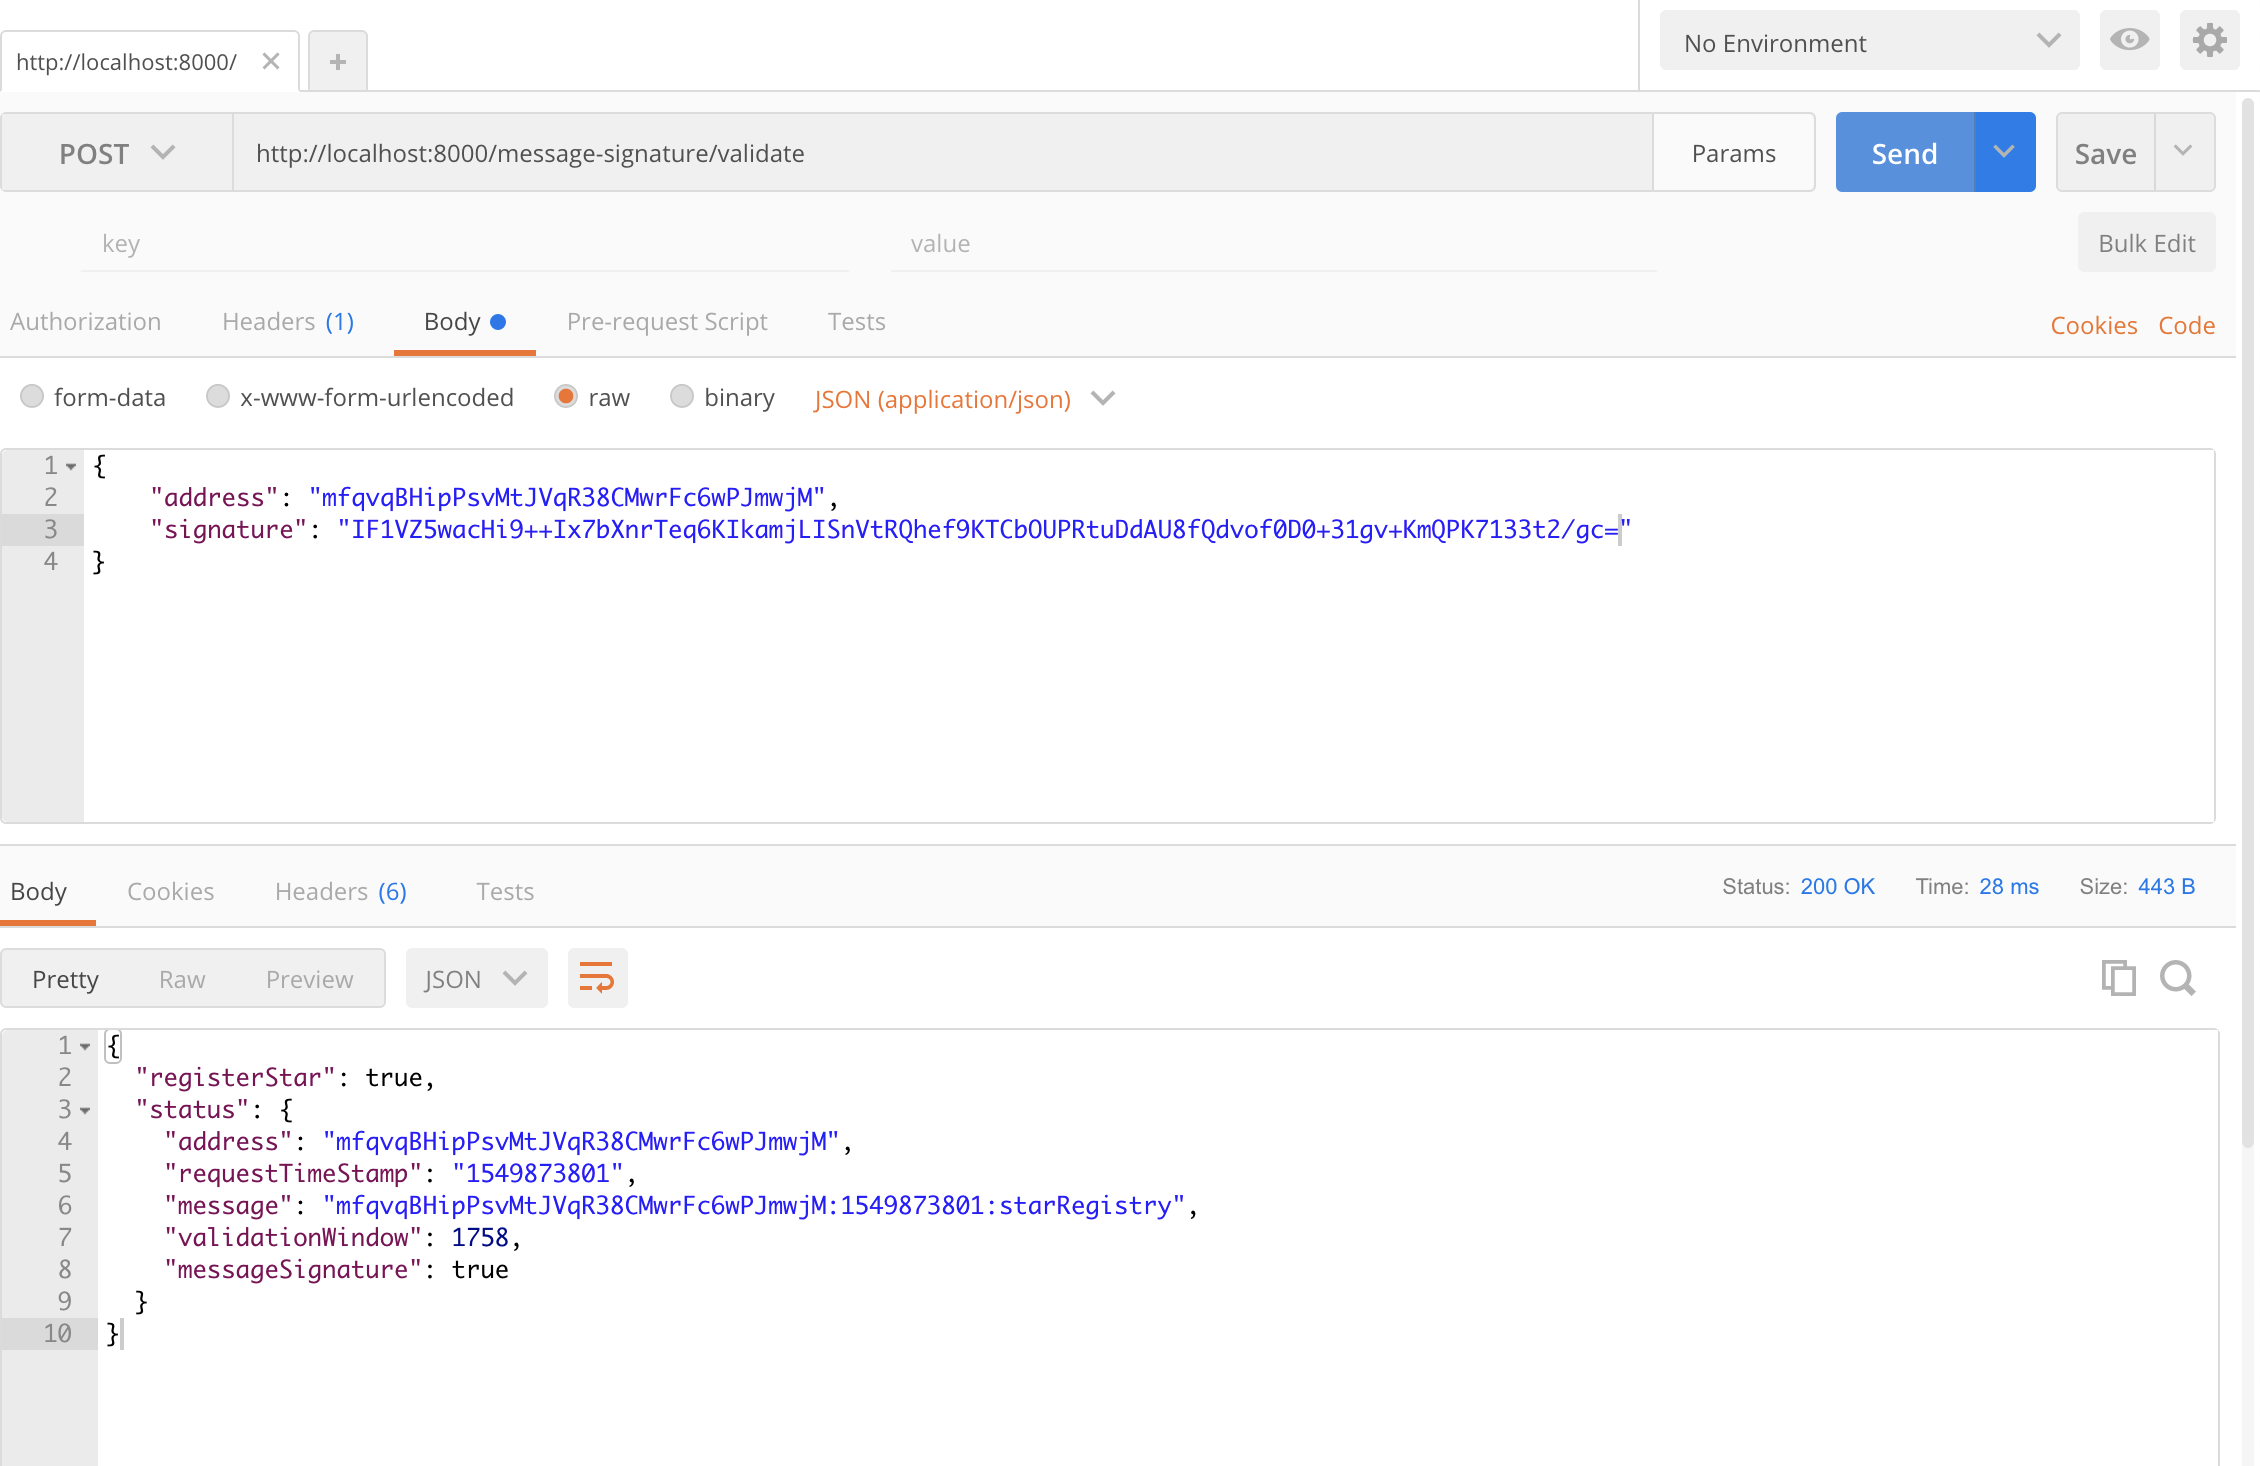 http://localhost:8000/
No Environment
POST http://localhost:8000/message-signature/validate Params Send Save
key value Bulk Edit
Authorization Headers (1) Body Pre-request Script Tests Cookies Code
form-data x-www-form-urlencoded raw binary JSON (application/json)
1 {
2 "address": "mfqvqBHipPsvMtJVqR38CMwrFc6wPJmwjM",
3 "signature": "IF1VZ5wacHi9++Ix7bXnrTeq6KIkamjLISnVtRQhef9KTCbOUPRtuDdAU8fQdvof0D0+31gv+KmQPK7133t2/gc="
4 }
Body Cookies Headers (6) Tests Status: 200 OK Time: 28 ms Size: 443 B
Pretty Raw Preview JSON
1 {
2 "registerStar": true,
3 "status": {
4 "address": "mfqvqBHipPsvMtJVqR38CMwrFc6wPJmwjM",
5 "requestTimeStamp": "1549873801",
6 "message": "mfqvqBHipPsvMtJVqR38CMwrFc6wPJmwjM:1549873801:starRegistry",
7 "validationWindow": 1758,
8 "messageSignature": true
9 }
10 }